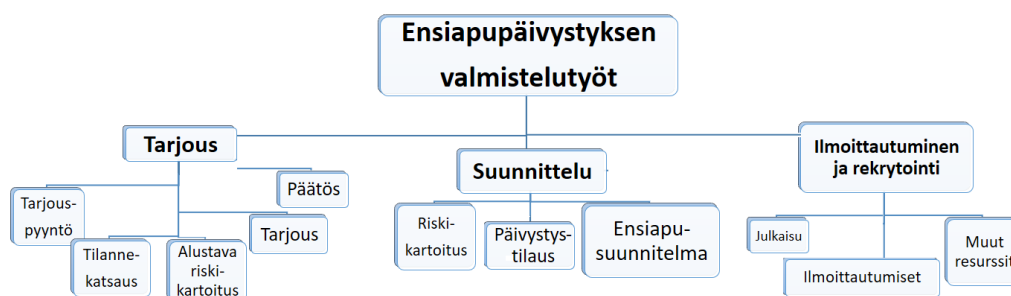 Ensiapupäivystyksen
valmistelutyöt
Tarjous
Suunnittelu
Ilmoittautuminen
ja rekrytointi
Tarjous-
pyyntö
Tilanne-
katsaus
Alustava
riski-
kartoitus
Tarjous
Päätös
Riski-
kartoitus
Päivystys-
tilaus
Ensiapu-
suunnitelma
Julkaisu
Ilmoittautumiset
Muut
resurssit